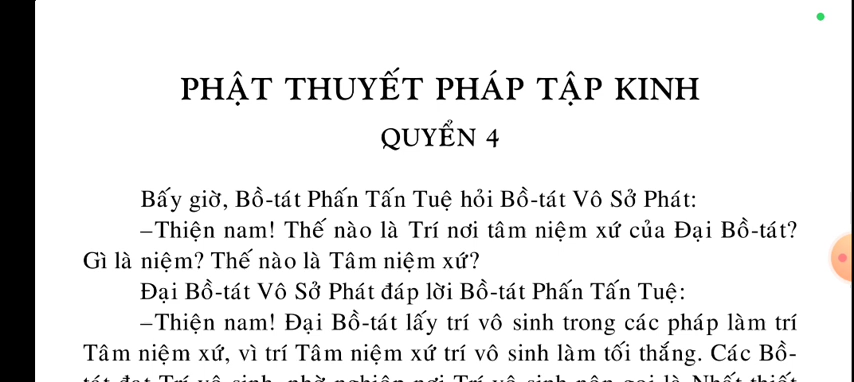 PHẬT THUYẾT PHÁP TẬP KINH
QUYỂN 4
Bấy giờ, Bồ-tát Phấn Tấn Tuệ hỏi Bồ-tát Vô Sở Phát:
–Thiện nam! Thế nào là Trí nơi tâm niệm xứ của Đại Bồ-tát?
Gì là niệm? Thế nào là Tâm niệm xứ?
Đại Bồ-tát Vô Sở Phát đáp lời Bồ-tát Phấn Tấn Tuệ:
–Thiện nam! Đại Bồ-tát lấy trí vô sinh trong các pháp làm trí
Tâm niệm xứ, vì trí Tâm niệm xứ trí vô sinh làm tối thắng. Các Bồ-